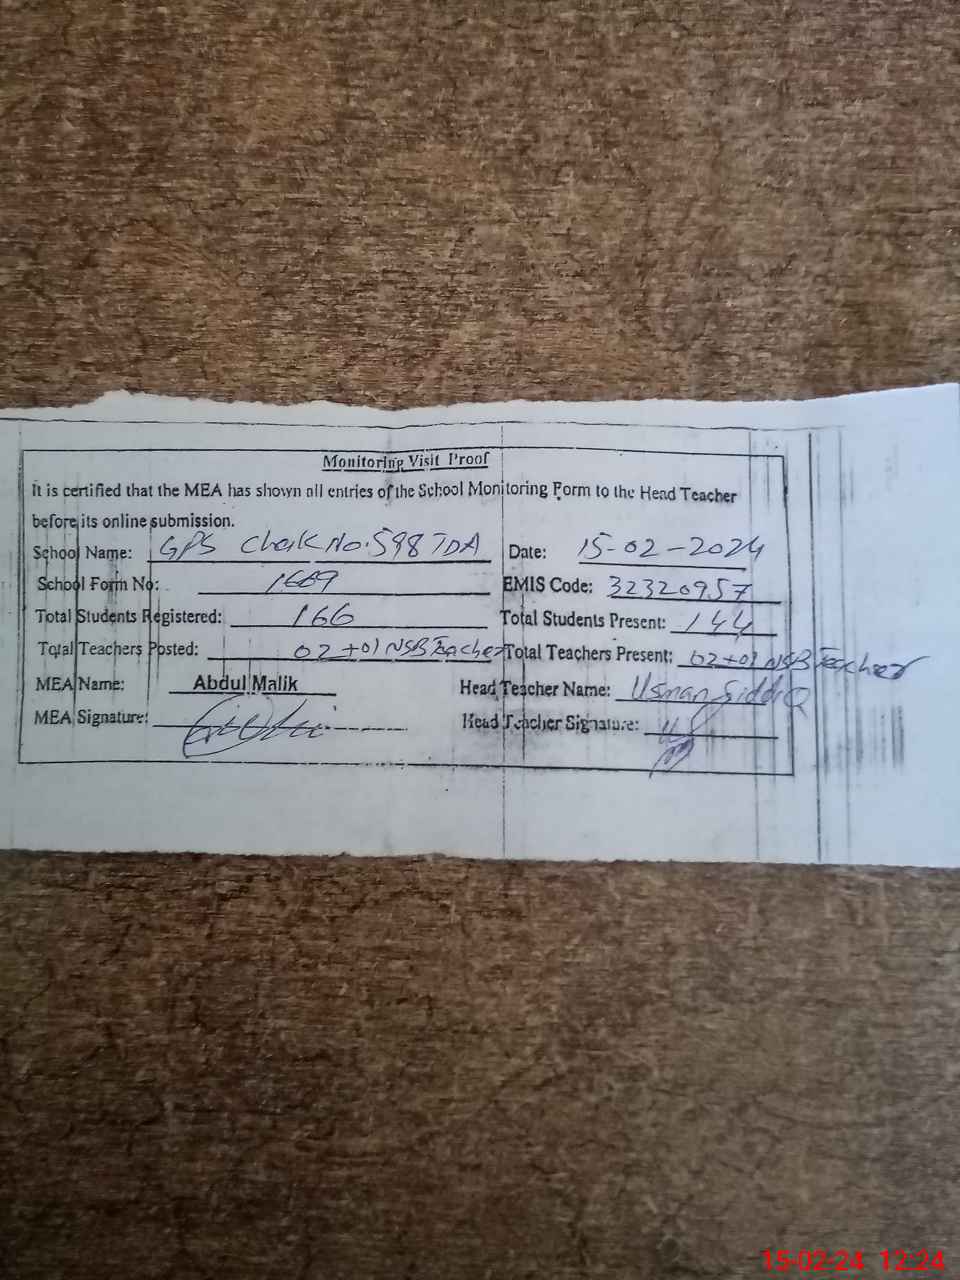 Monitoring Visit Proof
It is certified that the MEA has shown all entries of the School Monitoring Form to the Head Teacher
before its online submission.
School Name: GPS Chak No. 598 TDA Date: 15-02-2024
School Form No: 1669 EMIS Code: 32320957
Total Students Registered: 166 Total Students Present: 144
Total Teachers Posted: 02+01 NSB Teacher Total Teachers Present: 02+01 NSB Teacher
MEA Name: Abdul Malik Head Teacher Name: Usman Siddiq
MEA Signature: Head Teacher Signature:
15-02-24 12:24